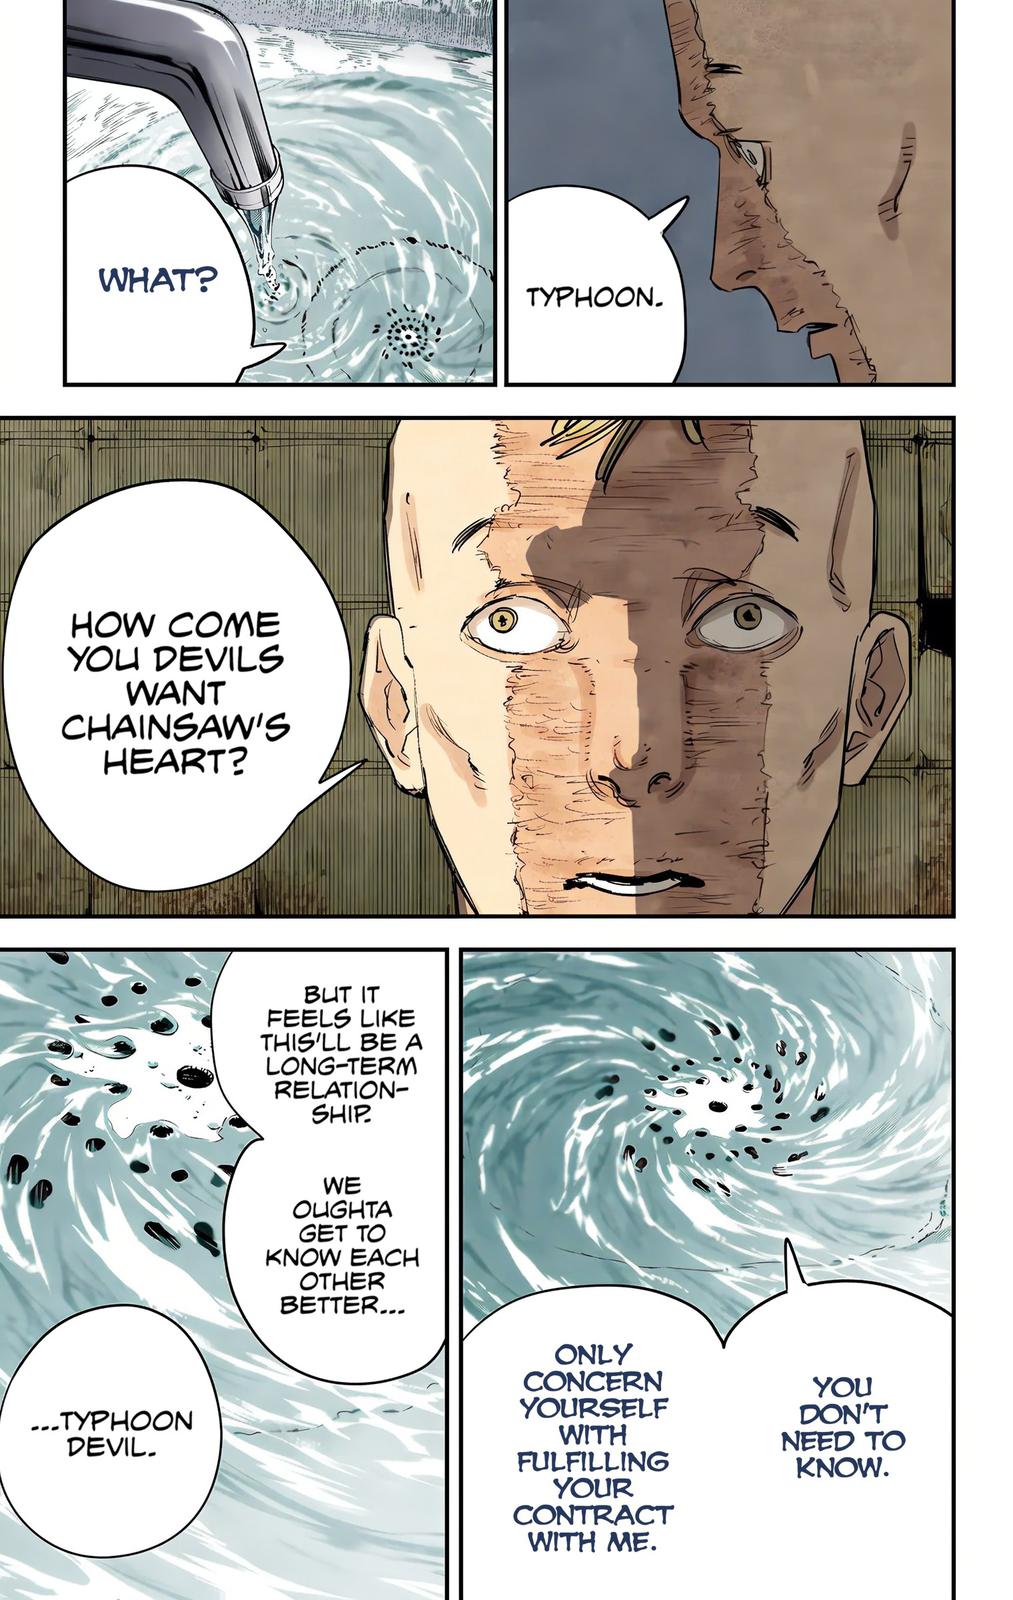 TYPHOON.
WHAT?
HOW COME
YOU DEVILS
WANT
CHAINSAW'S
HEART?
YOU
DON'T
NEED TO
KNOW.
ONLY
CONCERN
YOURSELF
WITH
FULFILLING
YOUR
CONTRACT
WITH ME.
BUT IT
FEELS LIKE
THIS'LL BE A
LONG-TERM
RELATION-
SHIP.
WE
OUGHTA
GET TO
KNOW EACH
OTHER
BETTER...
...TYPHOON
DEVIL.